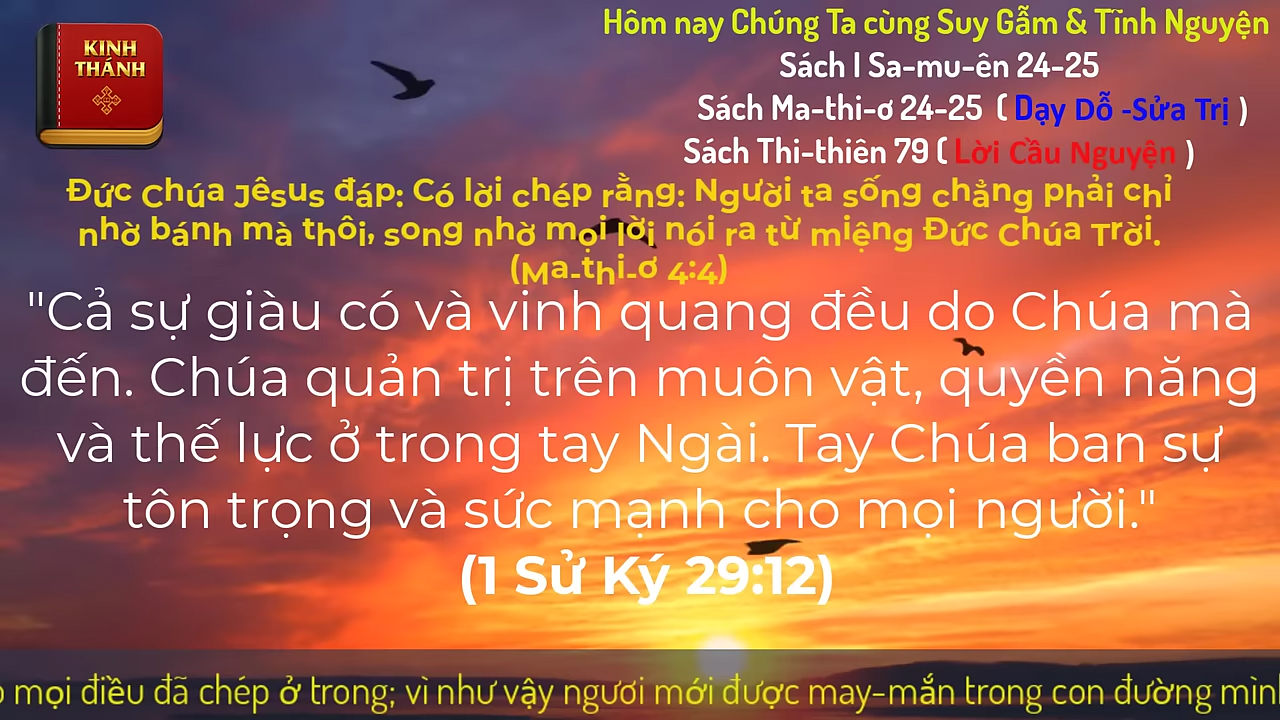 KINH
THÁNH
Hôm nay Chúng Ta cùng Suy Gẫm & Tĩnh Nguyện
Sách I Sa-mu-ên 24-25
Sách Ma-thi-ơ 24-25 ( Dạy Dỗ -Sửa Trị )
Sách Thi-thiên 79 ( Lời Cầu Nguyện )
Đức Chúa Jêsus đáp: Có lời chép rằng: Người ta sống chẳng phải chỉ
nhờ bánh mà thôi, song nhờ mọi lời nói ra từ miệng Đức Chúa Trời.
(Ma-thi-ơ 4:4)
"Cả sự giàu có và vinh quang đều do Chúa mà
đến. Chúa quản trị trên muôn vật, quyền năng
và thế lực ở trong tay Ngài. Tay Chúa ban sự
tôn trọng và sức mạnh cho mọi người."
(1 Sử Ký 29:12)
mọi điều đã chép ở trong; vì như vậy ngươi mới được may-mắn trong con đường mình